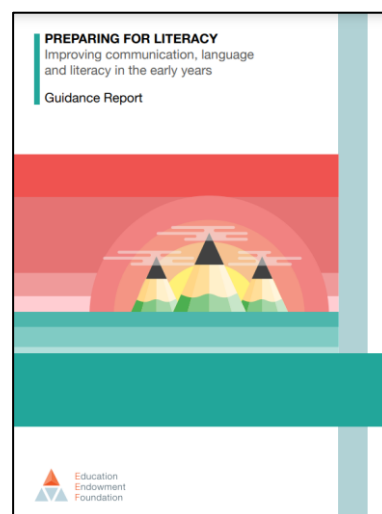 PREPARING FOR LITERACY
Improving communication, language
and literacy in the early years
Guidance Report
Education
Endowment
Foundation